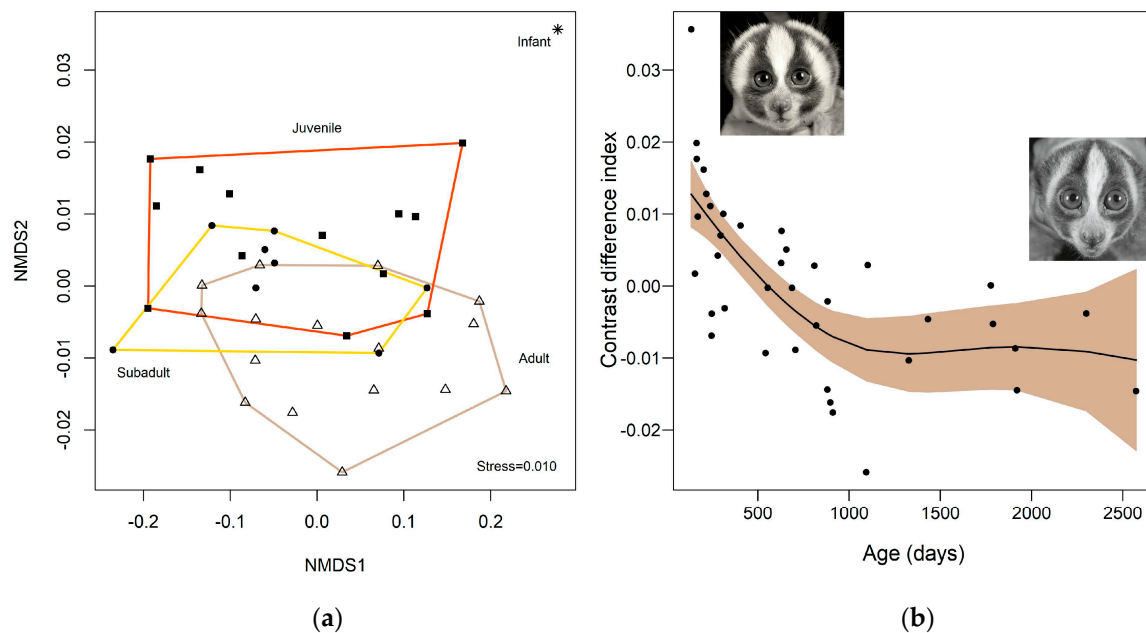 0.03
0.02
0.01
0.00
-0.01
-0.02
NMDS2
Infant
Juvenile
Subadult
Adult
Stress=0.010
-0.2 -0.1 0.0 0.1 0.2
NMDS1
(a)
0.03
0.02
0.01
0.00
-0.01
-0.02
Contrast difference index
500 1000 1500 2000 2500
Age (days)
(b)